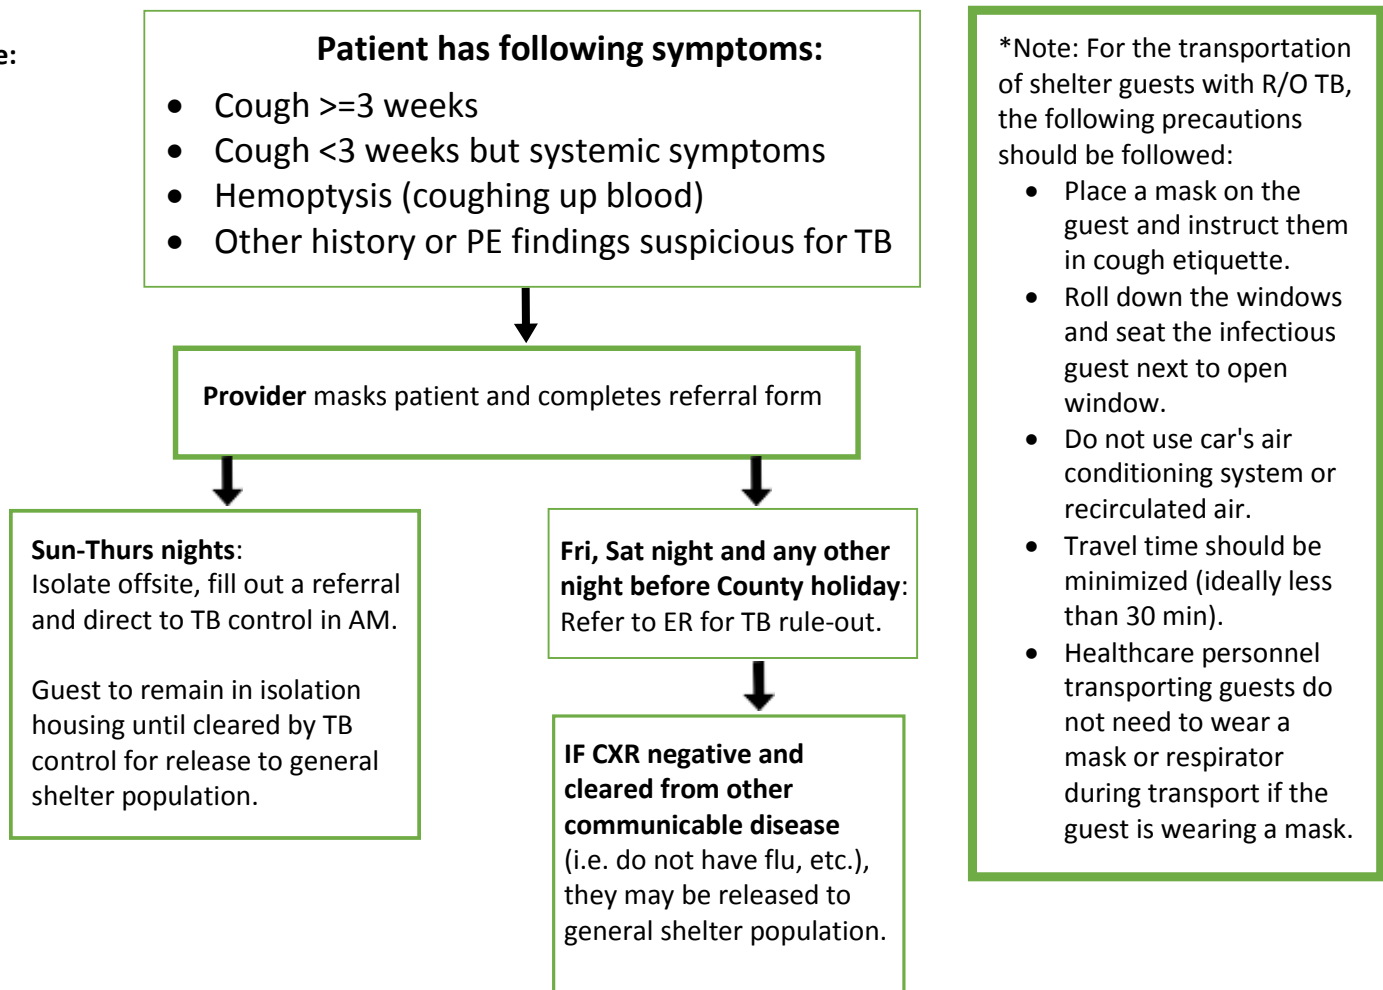 e:
Patient has following symptoms:
• Cough >=3 weeks
• Cough <3 weeks but systemic symptoms
• Hemoptysis (coughing up blood)
• Other history or PE findings suspicious for TB
Provider masks patient and completes referral form
Sun-Thurs nights:
Isolate offsite, fill out a referral
and direct to TB control in AM.
Guest to remain in isolation
housing until cleared by TB
control for release to general
shelter population.
Fri, Sat night and any other
night before County holiday:
Refer to ER for TB rule-out.
IF CXR negative and
cleared from other
communicable disease
(i.e. do not have flu, etc.),
they may be released to
general shelter population.
*Note: For the transportation
of shelter guests with R/O TB,
the following precautions
should be followed:
• Place a mask on the
guest and instruct them
in cough etiquette.
• Roll down the windows
and seat the infectious
guest next to open
window.
• Do not use car's air
conditioning system or
recirculated air.
• Travel time should be
minimized (ideally less
than 30 min).
• Healthcare personnel
transporting guests do
not need to wear a
mask or respirator
during transport if the
guest is wearing a mask.